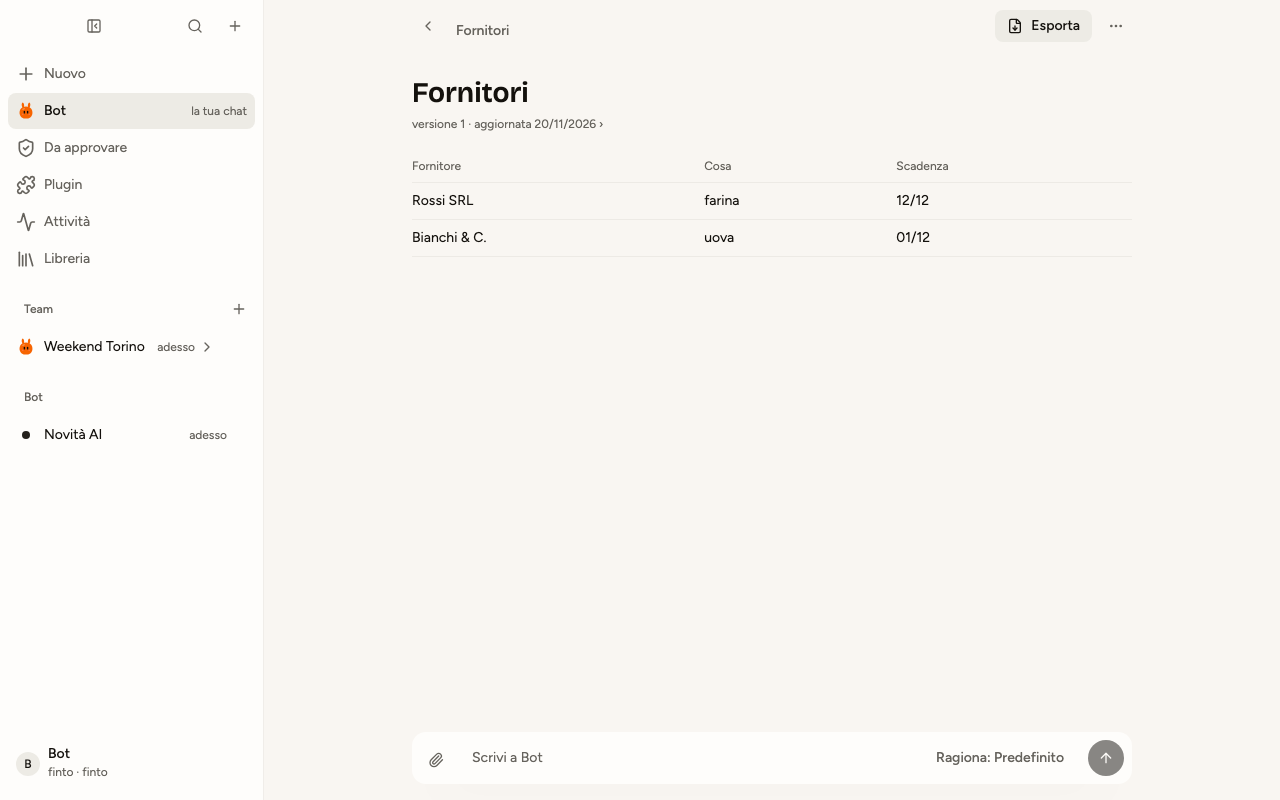 Nuovo
Bot la tua chat
Da approvare
Plugin
Attività
Libreria
Team
Weekend Torino adesso
Bot
Novità AI adesso
B
Bot
finto · finto
Fornitori
Esporta
Fornitori
versione 1 · aggiornata 20/11/2026 ›
Fornitore Cosa Scadenza
Rossi SRL farina 12/12
Bianchi & C. uova 01/12
Scrivi a Bot Ragiona: Predefinito